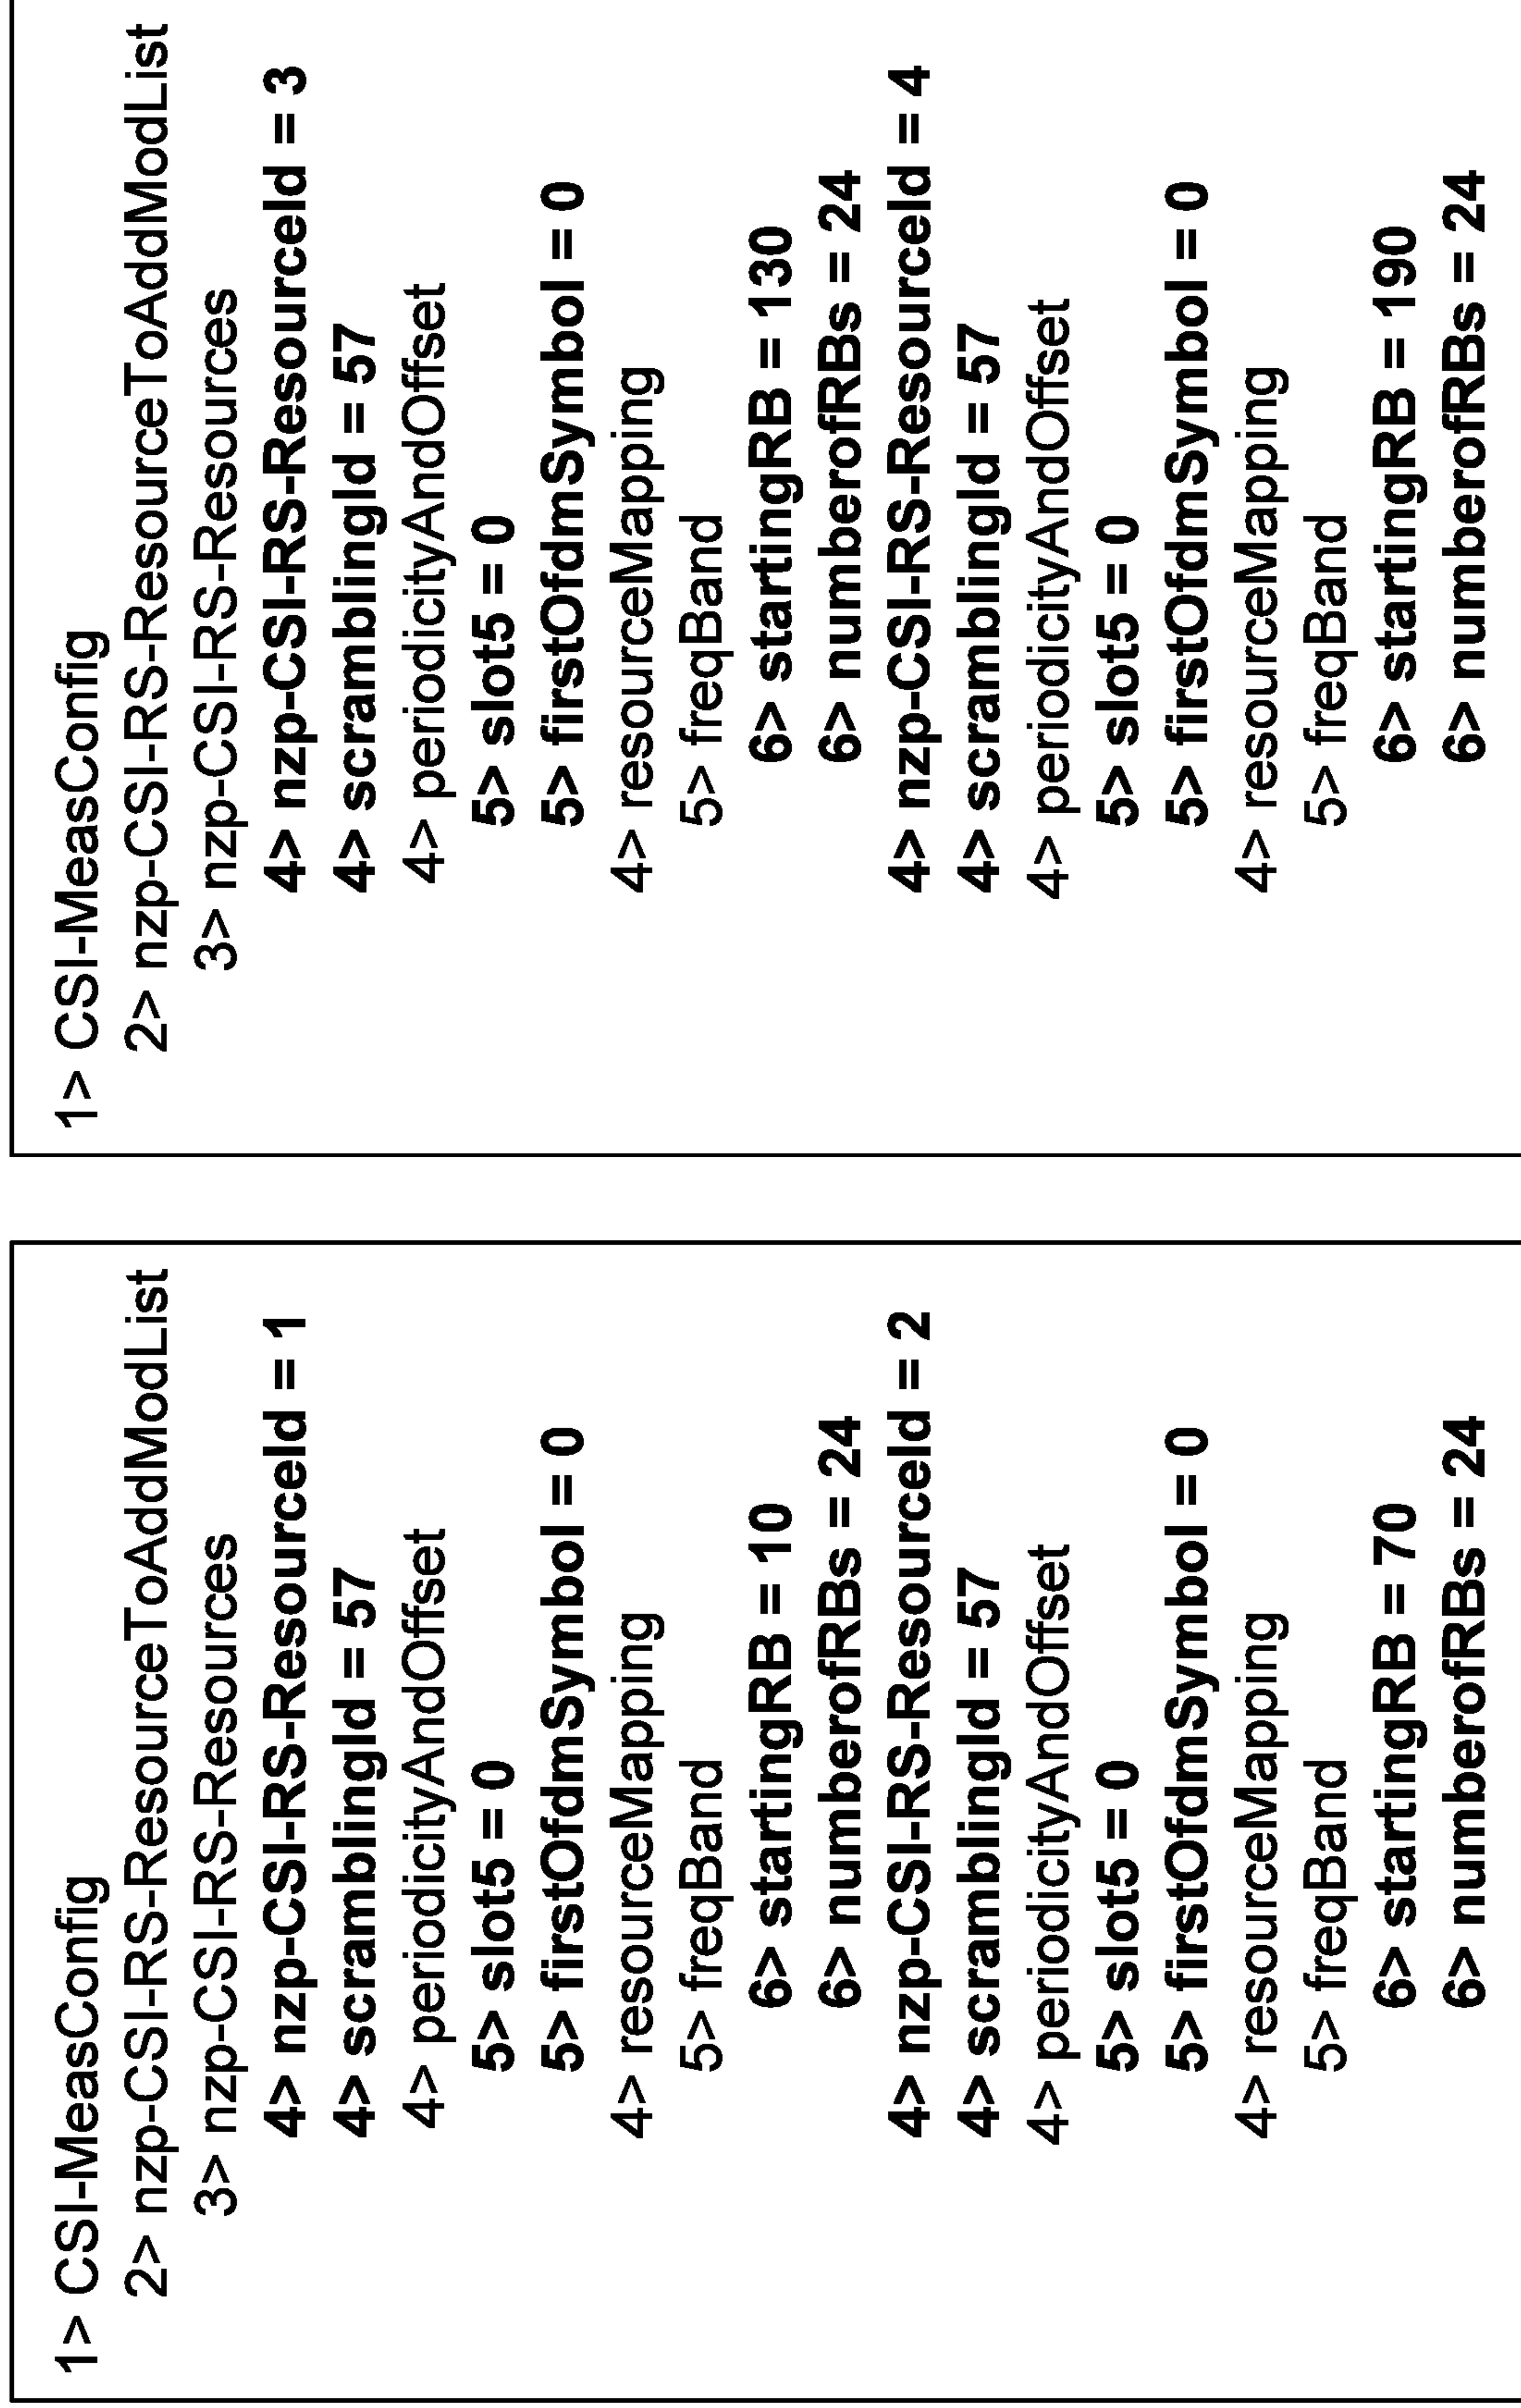 1> CSI-MeasConfig
2> nzp-CSI-RS-ResourceToAddModList
3> nzp-CSI-RS-Resources
4> nzp-CSI-RS-ResourceId = 1
4> scramblingId = 57
4> periodicityAndOffset
5> slot5 = 0
5> firstOfdmSymbol = 0
4> resourceMapping
5> freqBand
6> startingRB = 10
6> numberofRBs = 24
4> nzp-CSI-RS-ResourceId = 2
4> scramblingId = 57
4> periodicityAndOffset
5> slot5 = 0
5> firstOfdmSymbol = 0
4> resourceMapping
5> freqBand
6> startingRB = 70
6> numberofRBs = 24
1> CSI-MeasConfig
2> nzp-CSI-RS-ResourceToAddModList
3> nzp-CSI-RS-Resources
4> nzp-CSI-RS-ResourceId = 3
4> scramblingId = 57
4> periodicityAndOffset
5> slot5 = 0
5> firstOfdmSymbol = 0
4> resourceMapping
5> freqBand
6> startingRB = 130
6> numberofRBs = 24
4> nzp-CSI-RS-ResourceId = 4
4> scramblingId = 57
4> periodicityAndOffset
5> slot5 = 0
5> firstOfdmSymbol = 0
4> resourceMapping
5> freqBand
6> startingRB = 190
6> numberofRBs = 24